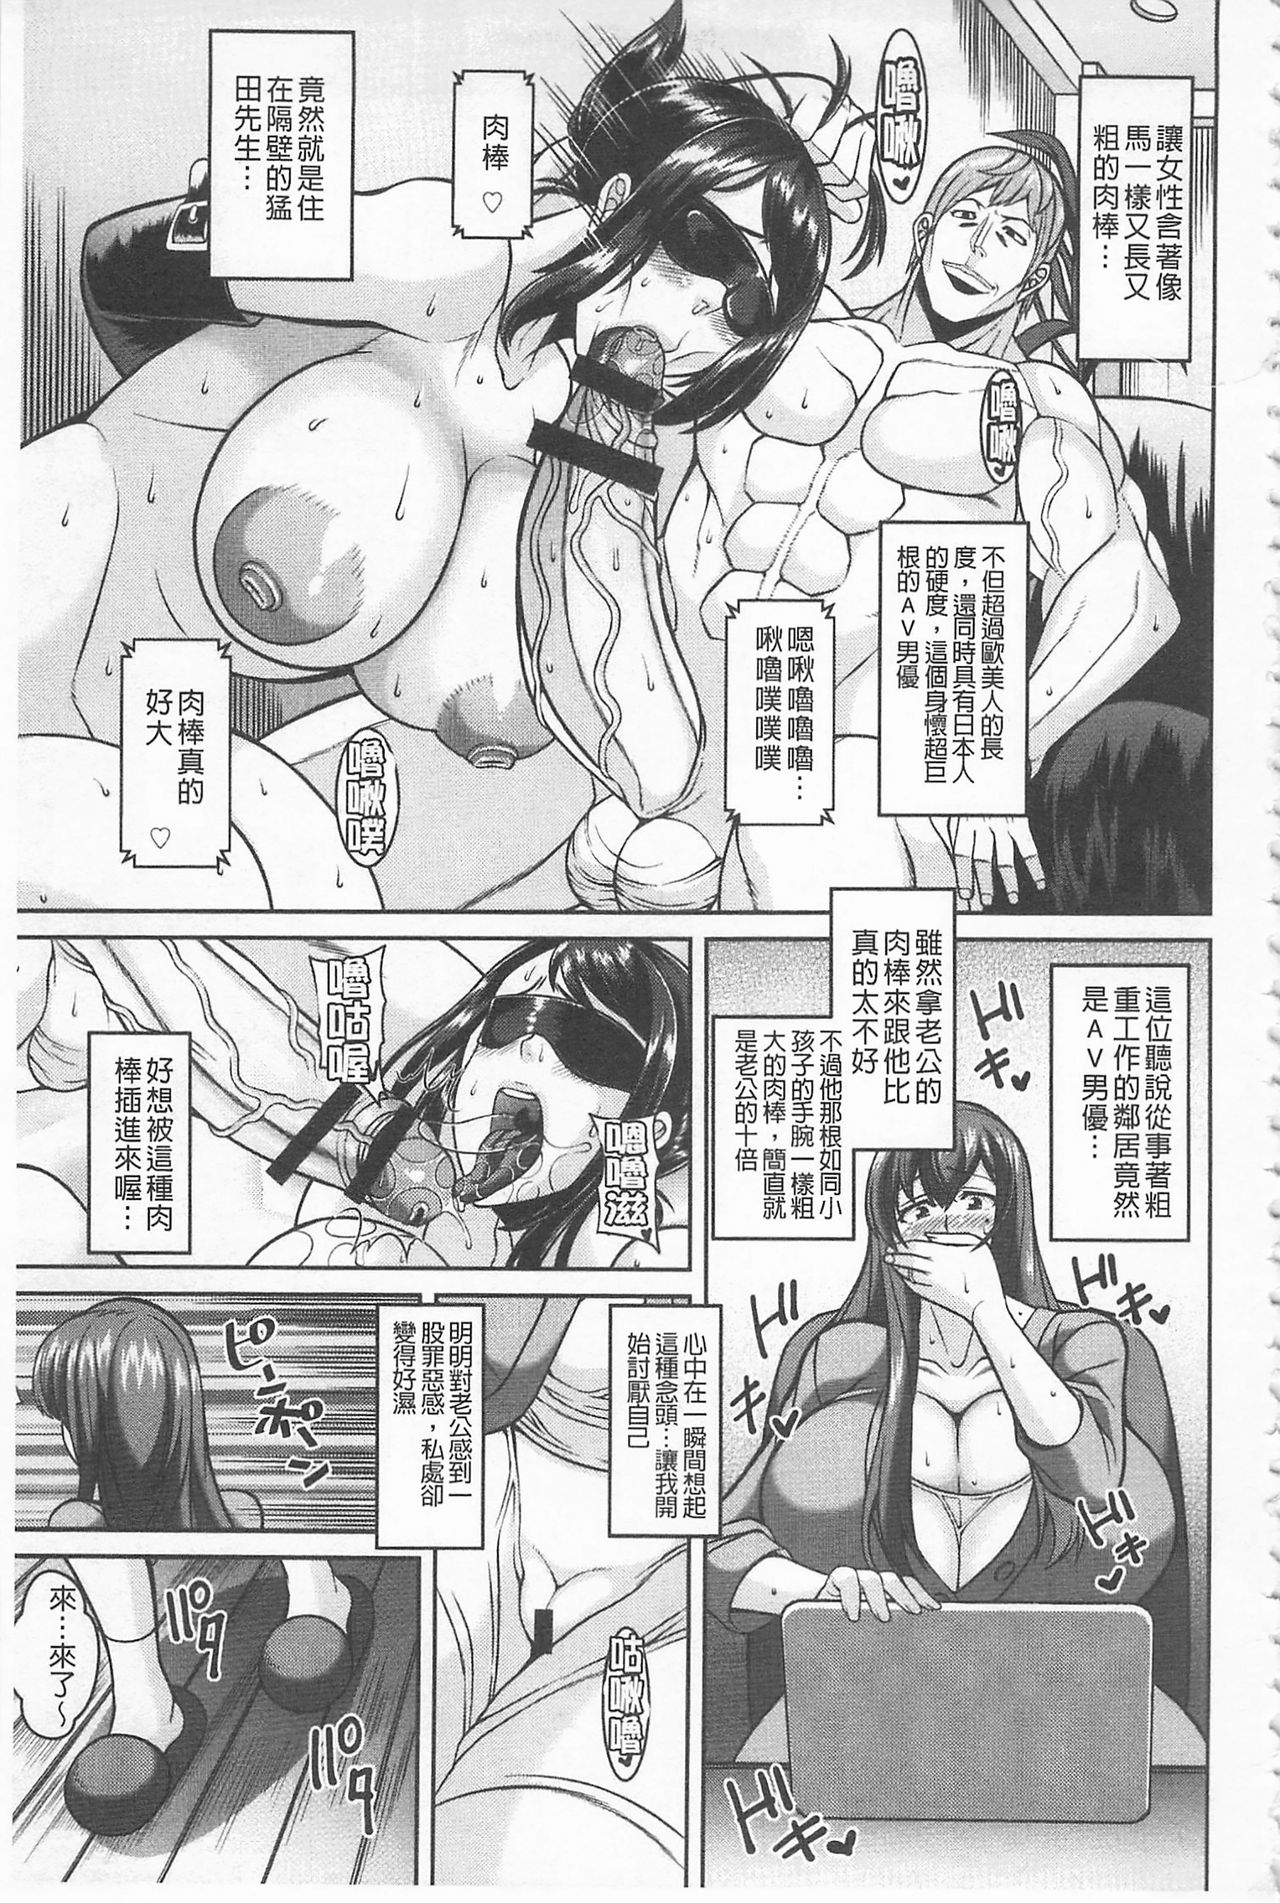 讓女性含著像
馬一樣又長又
粗的肉棒…
嚕啾
嚕啾
肉棒♡
竟然就是住
在隔壁的猛
田先生…
不但超過歐美人的長
度，還同時具有日本人
的硬度，這個身懷超巨
根的AV男優
嗯啾嚕嚕嚕…
啾嚕噗噗噗
嚕啾噗
肉棒真的
好大♡
這位聽說從事著粗
重工作的鄰居竟然
是AV男優…
雖然拿老公的
肉棒來跟他比
真的太不好
不過他那根如同小
孩子的手腕一樣粗
大的肉棒，簡直就
是老公的十倍
ドキ
ドキ
ドキ
ドキ
ドキ
嚕咕喔
嗯嚕滋
好想被這種肉
棒插進來喔…
心中在一瞬間想起
這種念頭…讓我開
始討厭自己
明明對老公感到一
股罪惡感，私處卻
變得好濕
咕啾嚕
ピンポーン
パタ
パタ
來…來了～